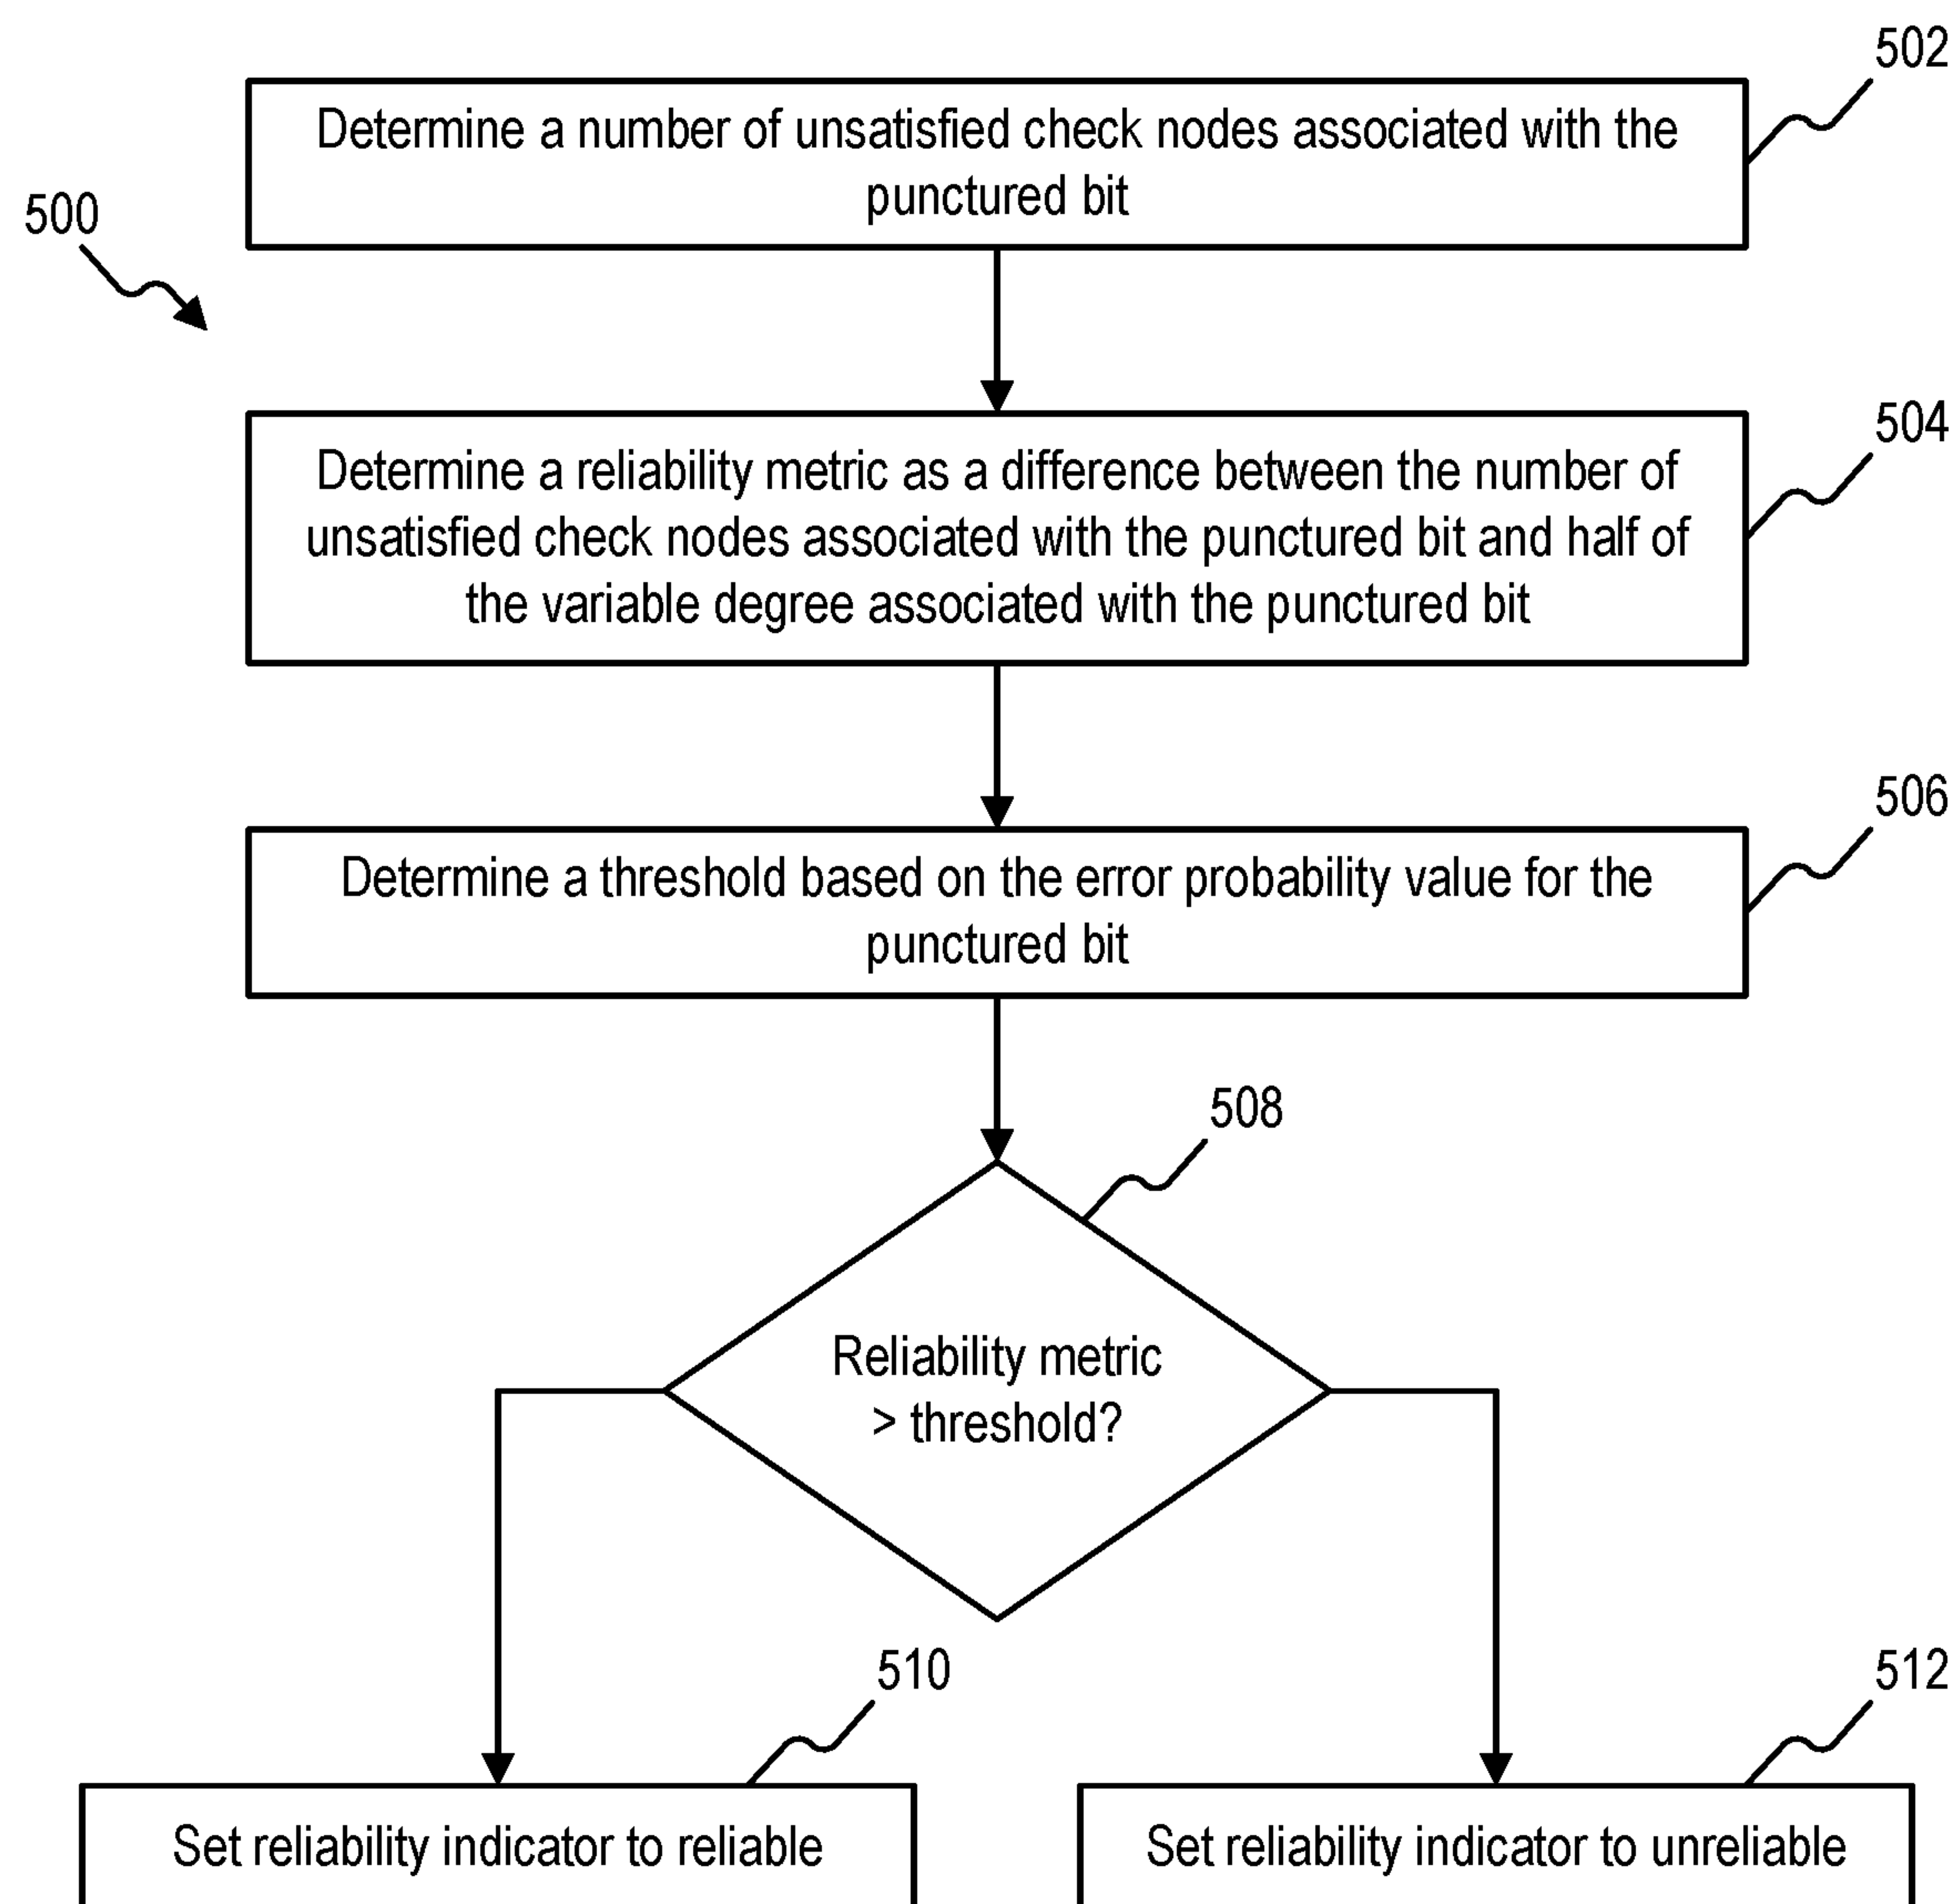 502
Determine a number of unsatisfied check nodes associated with the
punctured bit
500
504
Determine a reliability metric as a difference between the number of
unsatisfied check nodes associated with the punctured bit and half of
the variable degree associated with the punctured bit
506
Determine a threshold based on the error probability value for the
punctured bit
508
Reliability metric
> threshold?
510
512
Set reliability indicator to reliable
Set reliability indicator to unreliable